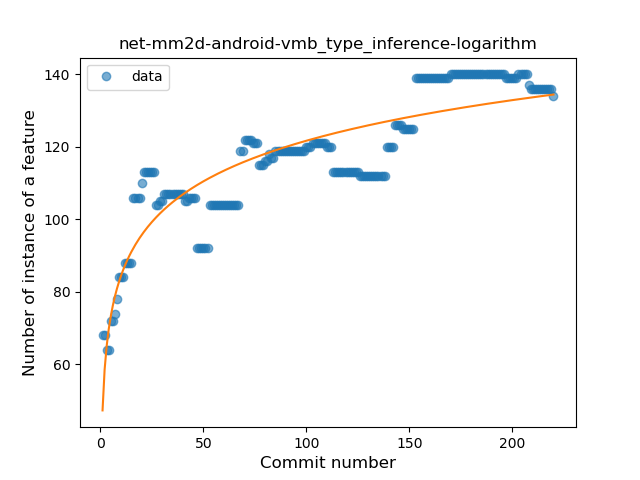 net-mm2d-android-vmb_type_inference-logarithm
data
Number of instance of a feature
140
120
100
80
60
0 50 100 150 200
Commit number